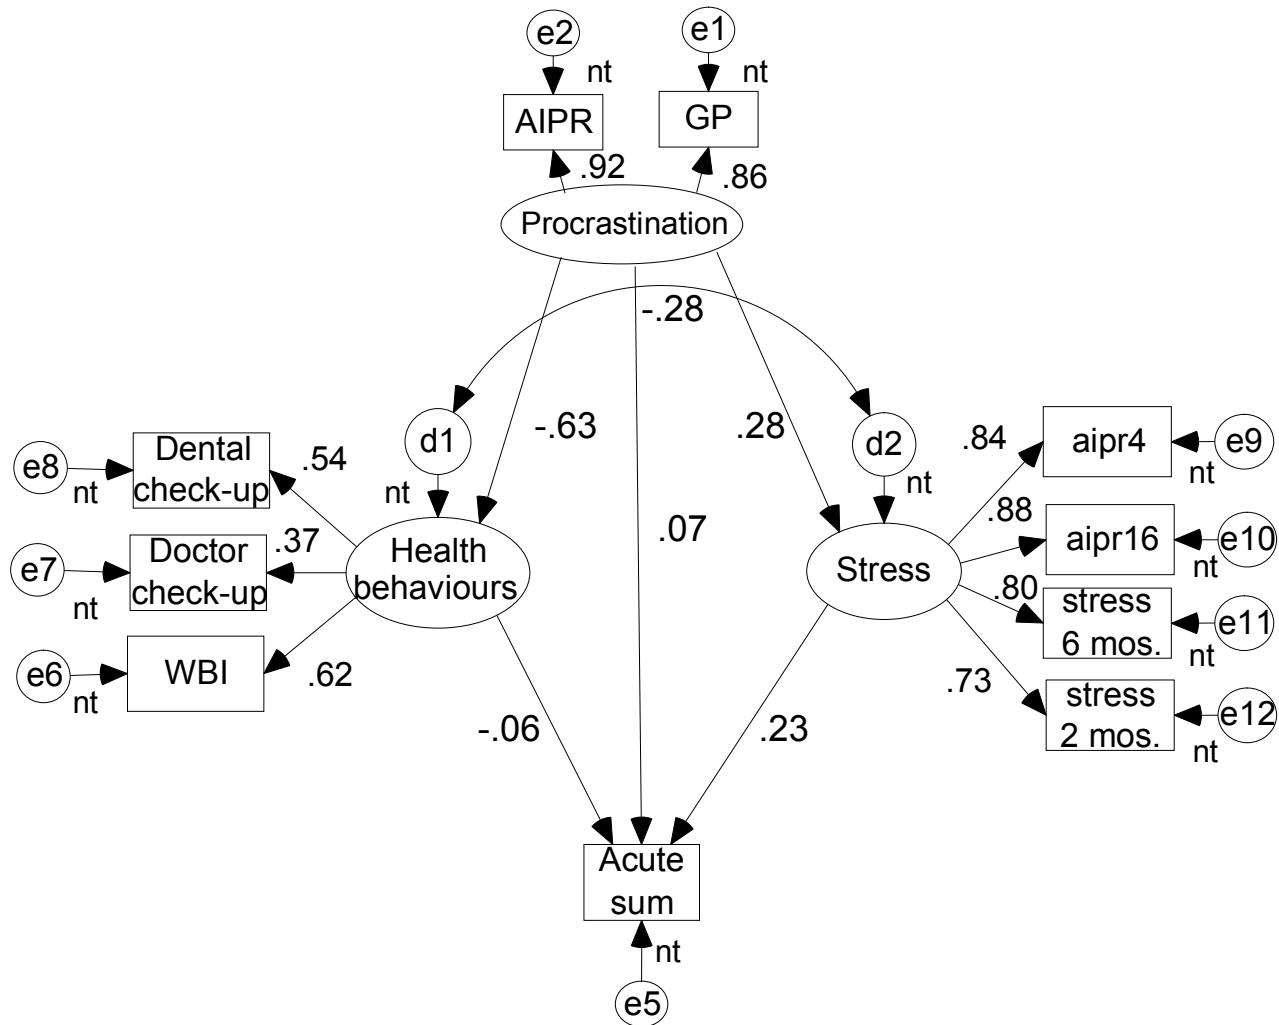 e2
e1
nt
nt
AIPR
GP
.92
.86
Procrastination
-.28
-.63
.28
d1
d2
nt
nt
.07
e8
nt
Dental
check-up
.54
e7
nt
Doctor
check-up
.37
e6
nt
WBI
.62
Health
behaviours
Stress
.84
aipr4
e9
nt
.88
aipr16
e10
nt
.80
stress
6 mos.
e11
nt
.73
stress
2 mos.
e12
nt
-.06
.23
Acute
sum
nt
e5